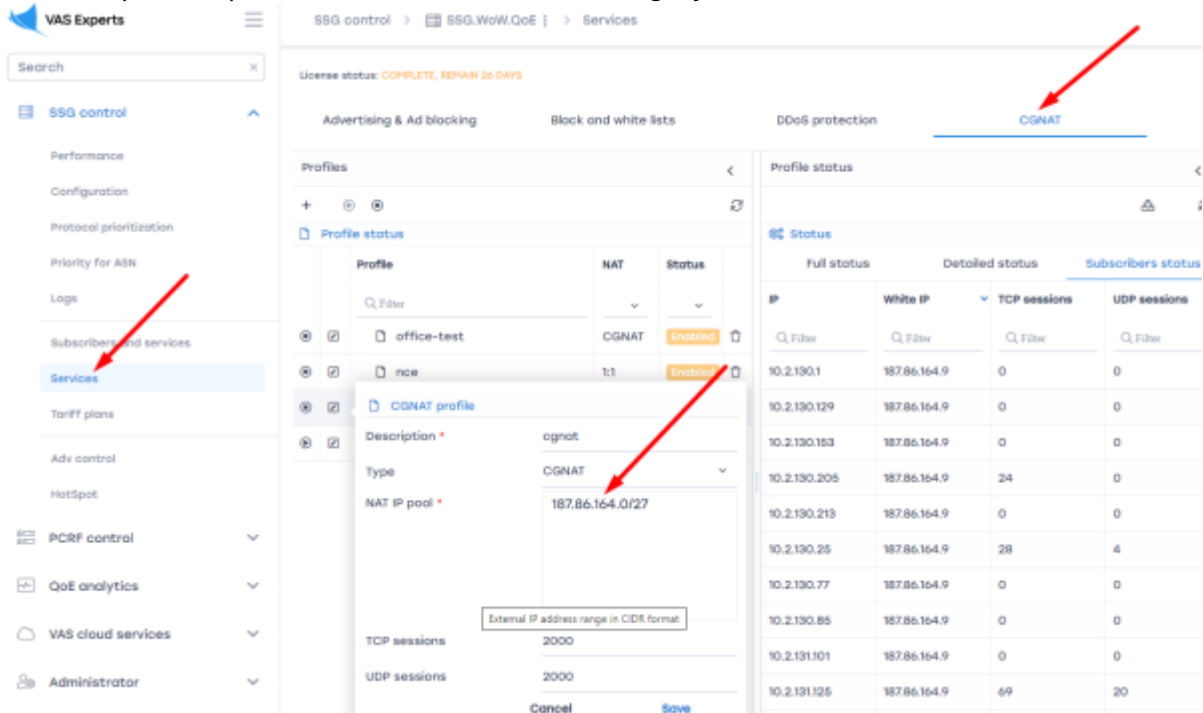 VAS Experts
SSG control > SSG.WoW.QoE > Services
Search
License status: COMPLETE, REMAIN 26 DAYS
SSG control
Performance
Configuration
Protocol prioritization
Priority for ASN
Logs
Subscribers and services
Services
Tariff plans
Adv control
HotSpot
PCRF control
QoE analytics
VAS cloud services
Administrator
Advertising & Ad blocking
Black and white lists
DDoS protection
CGNAT
Profiles
Profile status
Profile NAT Status
Filter
office-test CGNAT Enabled
nce 1:1 Enabled
CGNAT profile
Description * cgnat
Type CGNAT
NAT IP pool * 187.86.164.0/27
External IP address range in CIDR format
TCP sessions 2000
UDP sessions 2000
Cancel Save
Profile status
Status
Full status Detailed status Subscribers status
IP White IP TCP sessions UDP sessions
Filter Filter Filter Filter
10.2.130.1 187.86.164.9 0 0
10.2.130.129 187.86.164.9 0 0
10.2.130.153 187.86.164.9 0 0
10.2.130.205 187.86.164.9 24 0
10.2.130.213 187.86.164.9 0 0
10.2.130.25 187.86.164.9 28 4
10.2.130.77 187.86.164.9 0 0
10.2.130.85 187.86.164.9 0 0
10.2.131.101 187.86.164.9 0 0
10.2.131.125 187.86.164.9 69 20